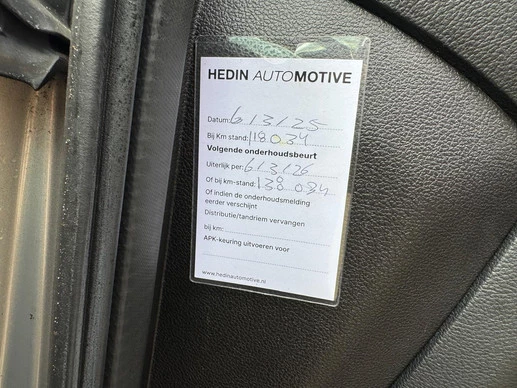 HEDIN AUTOMOTIVE
Datum: 6/3/25
Bij Km stand: 118.034
Volgende onderhoudsbeurt
Uiterlijk per: 6/3/26
Of bij km-stand: 138 084
Of indien de onderhoudsmelding
eerder verschijnt
Distributie/tandriem vervangen
bij km:
APK-keuring uitvoeren voor
www.hedinautomotive.nl